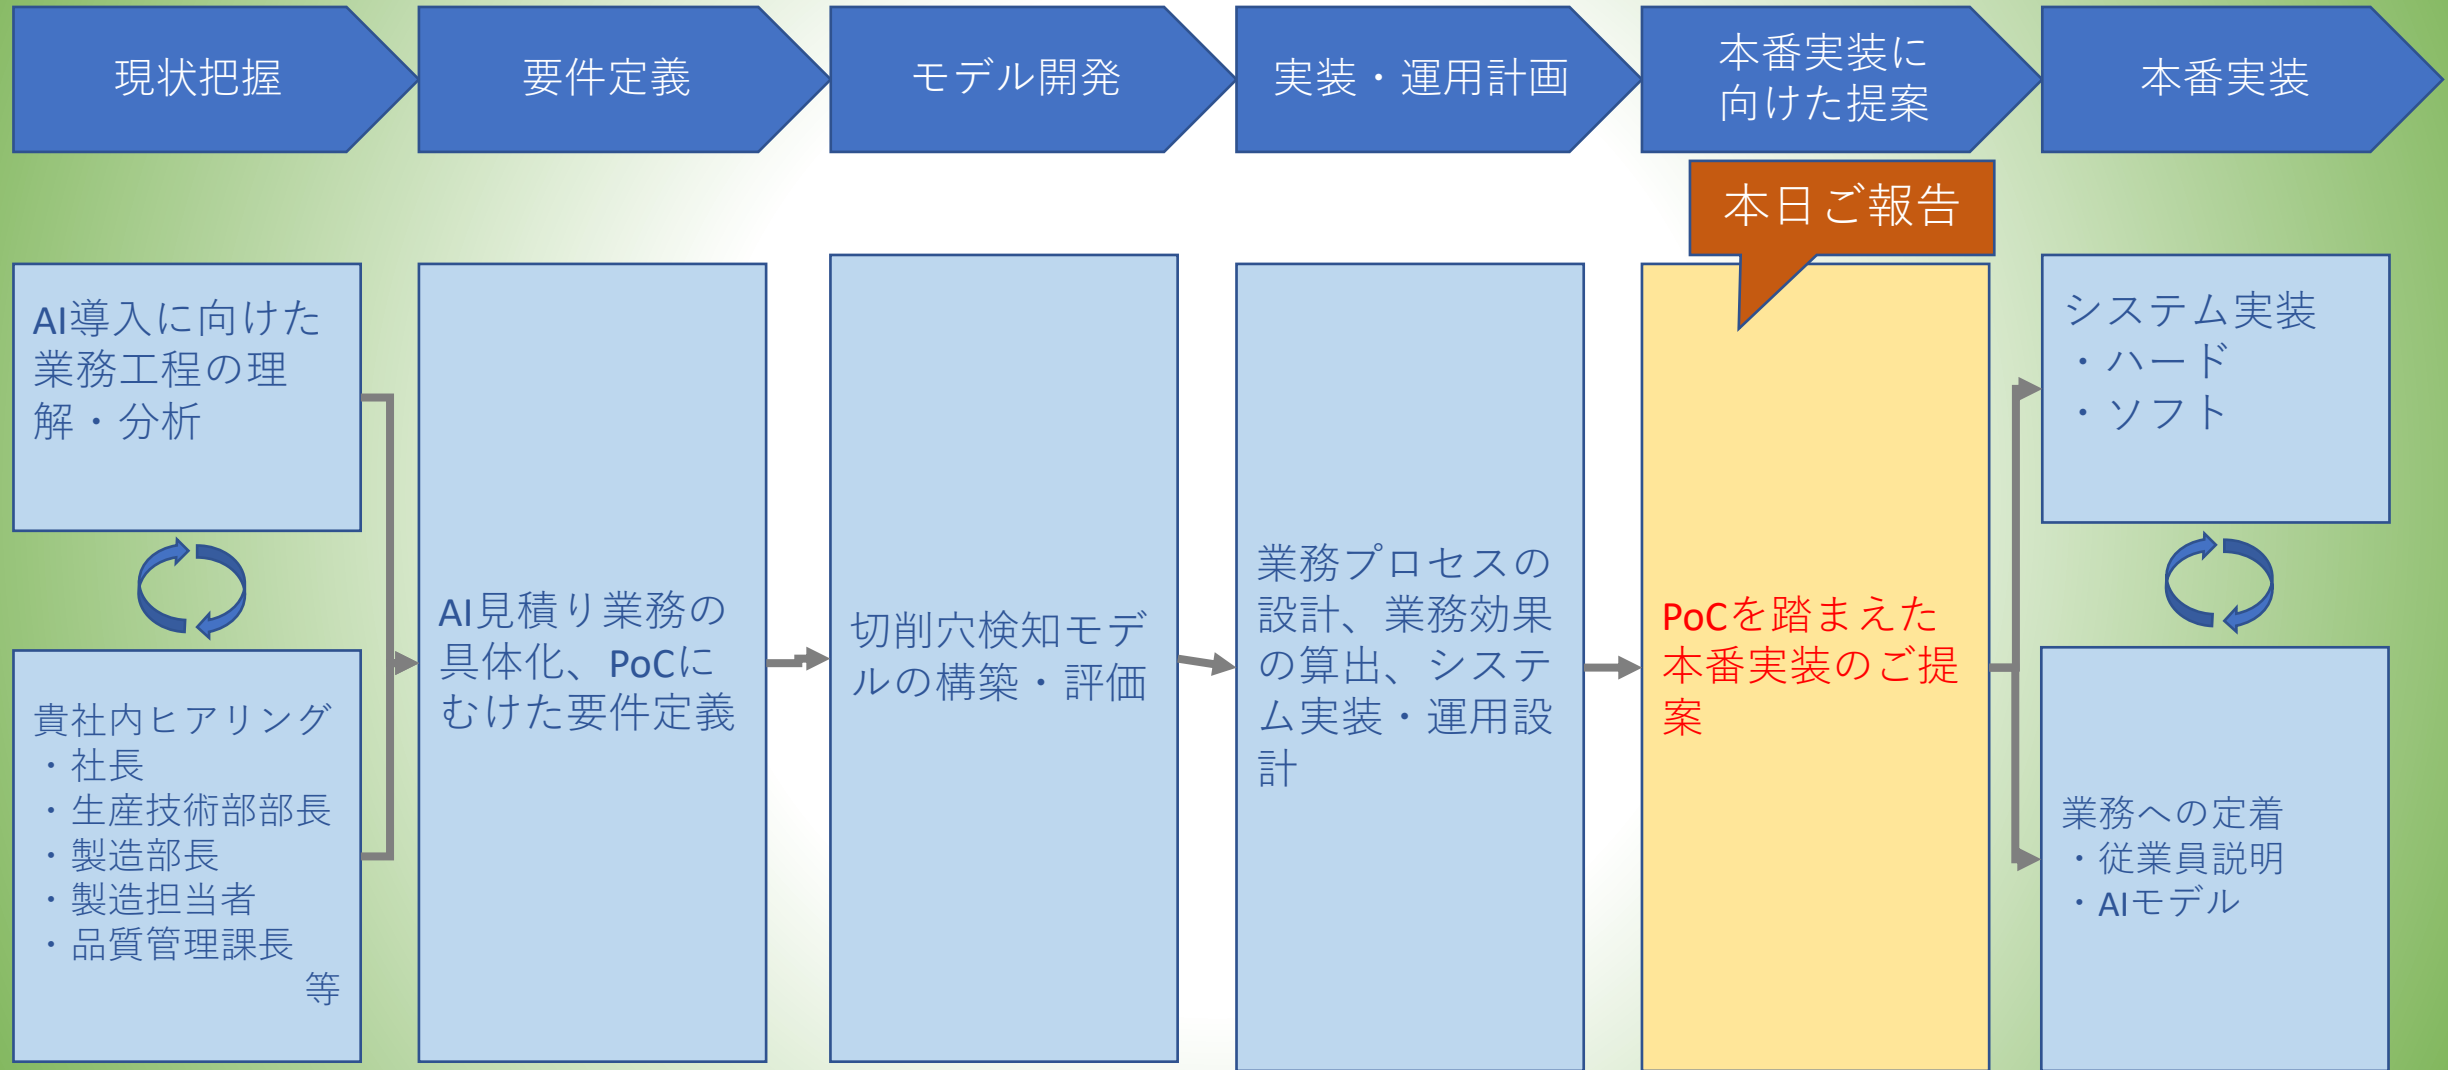 現状把握
要件定義
モデル開発
実装・運用計画
本番実装に
向けた提案
本番実装
本日ご報告
AI導入に向けた
業務工程の理
解・分析
貴社内ヒアリング
・社長
・生産技術部部長
・製造部長
・製造担当者
・品質管理課長
等
AI見積り業務の
具体化、PoCに
むけた要件定義
切削穴検知モデ
ルの構築・評価
業務プロセスの
設計、業務効果
の算出、システ
ム実装・運用設
計
PoCを踏まえた
本番実装のご提
案
システム実装
・ハード
・ソフト
業務への定着
・従業員説明
・AIモデル